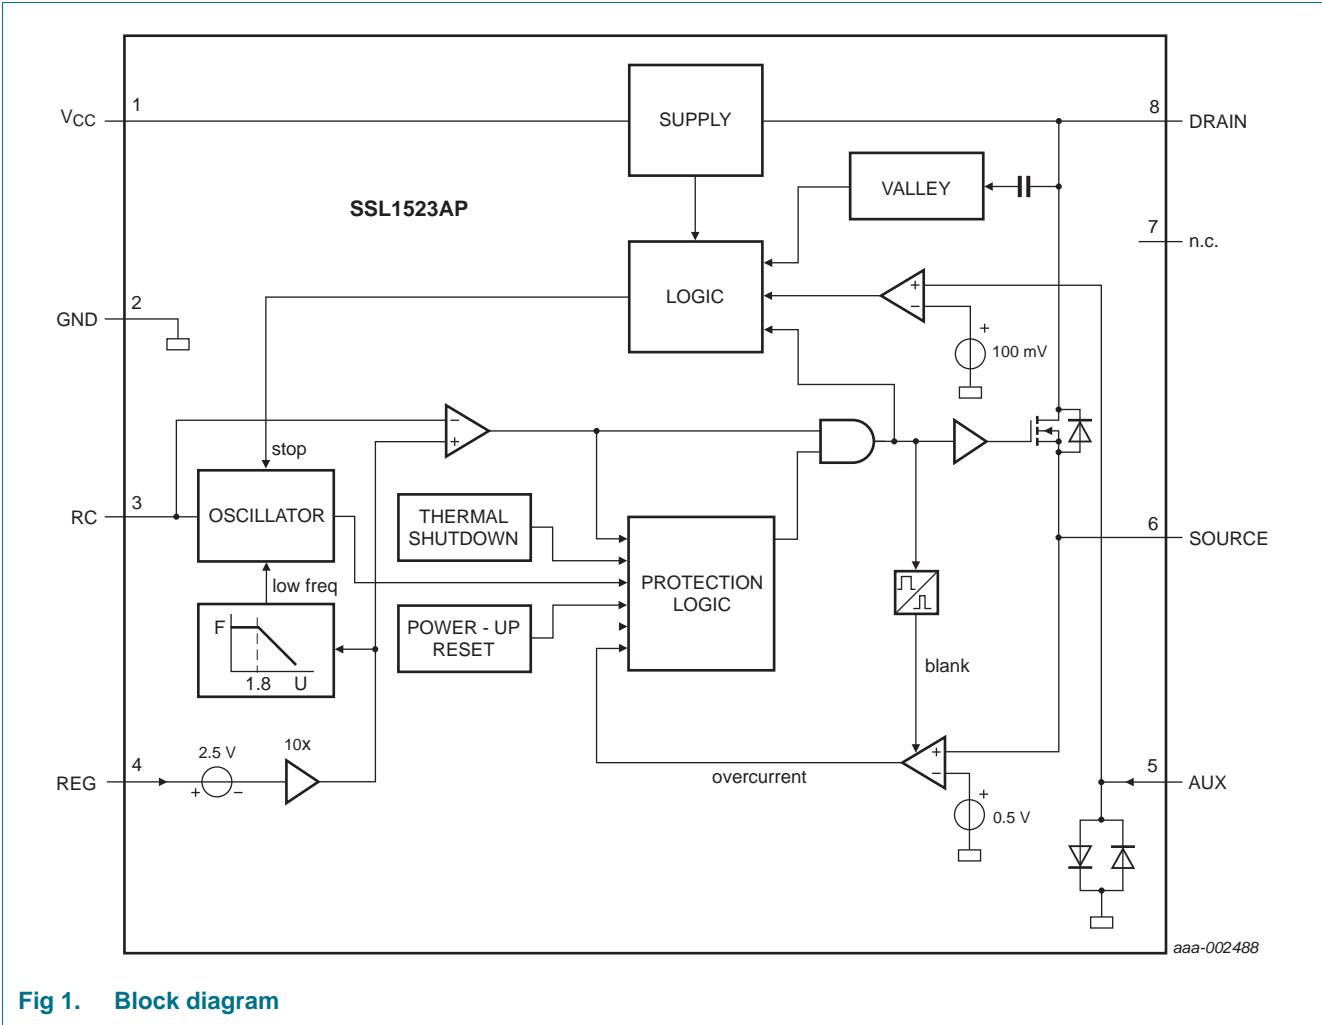 1
VCC
SUPPLY
8
DRAIN
VALLEY
SSL1523AP
7
n.c.
2
GND
LOGIC
+
−
+
100 mV
stop
−
+
3
RC
OSCILLATOR
THERMAL
SHUTDOWN
6
SOURCE
low freq
PROTECTION
LOGIC
F
1.8
U
POWER - UP
RESET
blank
4
REG
2.5 V
+
−
10x
overcurrent
+
−
+
0.5 V
5
AUX
aaa-002488
Fig 1. Block diagram